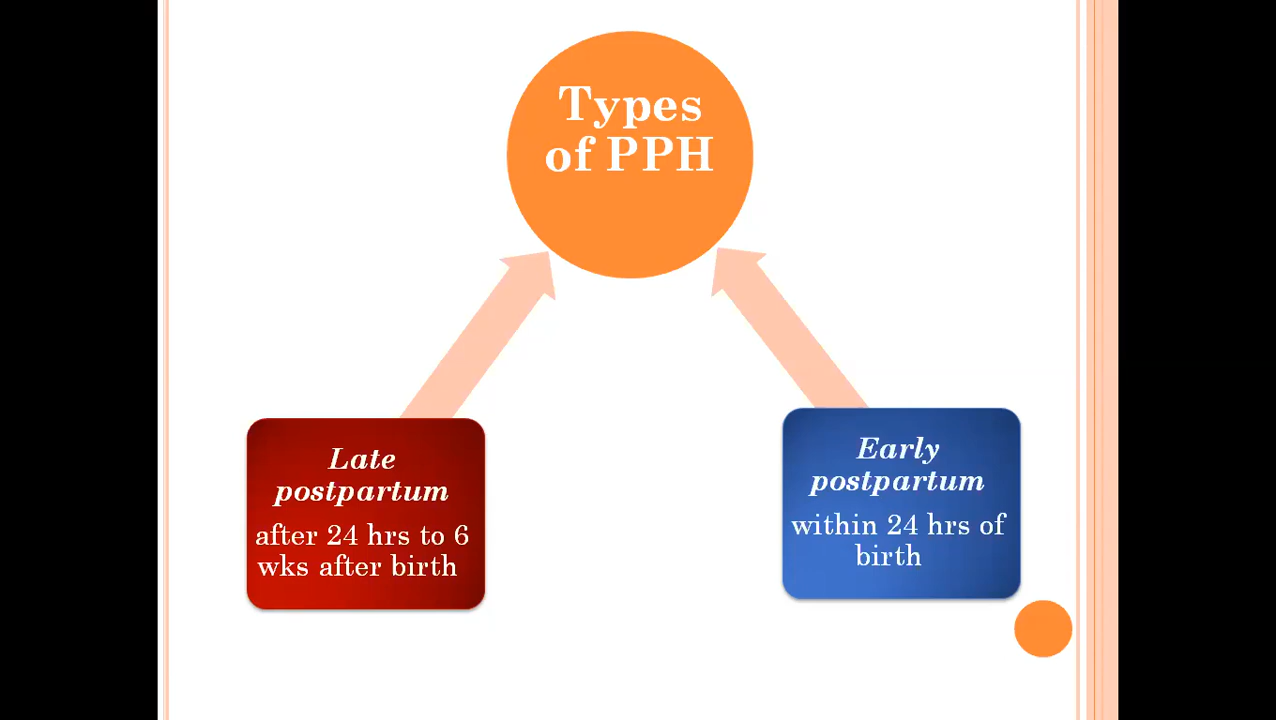 Types
of PPH
Late
postpartum
after 24 hrs to 6
wks after birth
Early
postpartum
within 24 hrs of
birth